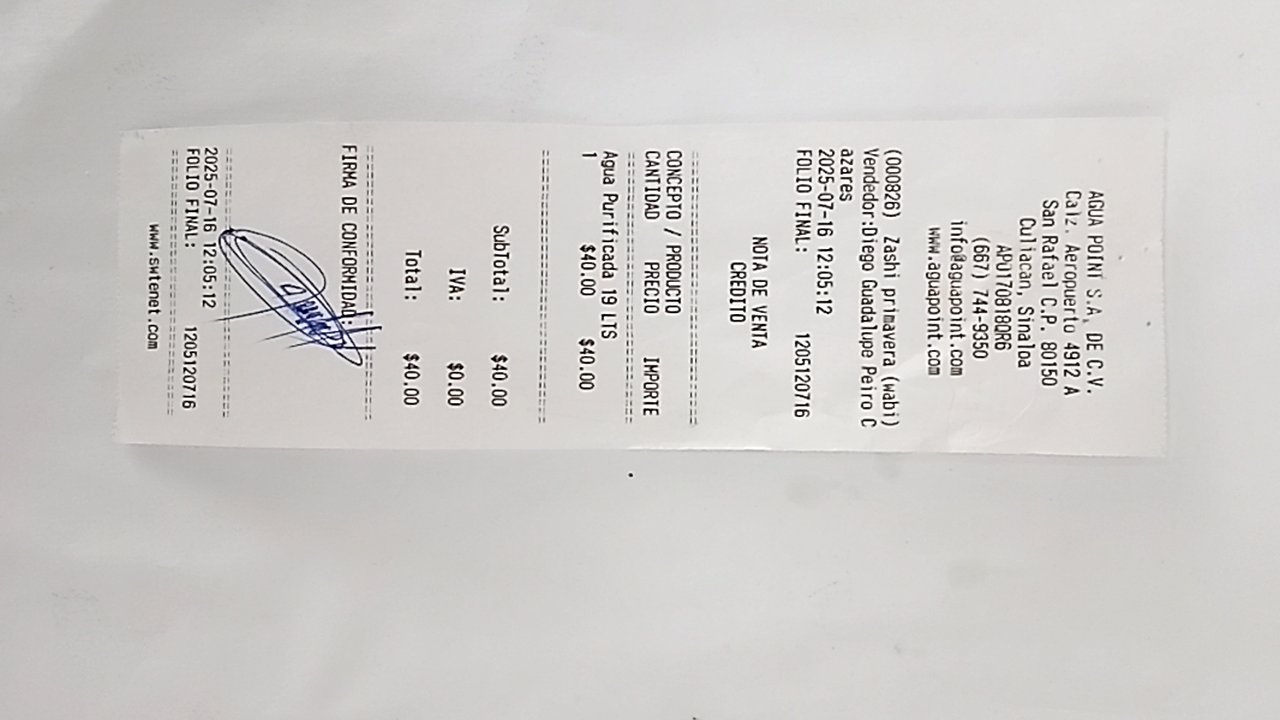 AGUA POINT S.A. DE C.V.
Calz. Aeropuerto 4912 A
San Rafael C.P. 80150
Culiacan, Sinaloa
APO170818QR6
(667) 744-9350
info@aguapoint.com
www.aguapoint.com
(000826) Zashi primavera (wabi)
Vendedor:Diego Guadalupe Peiro C
azares
2025-07-16 12:05:12
FOLIO FINAL: 1205120716
NOTA DE VENTA
CREDITO
CONCEPTO / PRODUCTO
CANTIDAD PRECIO IMPORTE
Agua Purificada 19 LTS
1 $40.00 $40.00
SubTotal: $40.00
IVA: $0.00
Total: $40.00
FIRMA DE CONFORMIDAD:
2025-07-16 12:05:12
FOLIO FINAL: 1205120716
www.swtenet.com